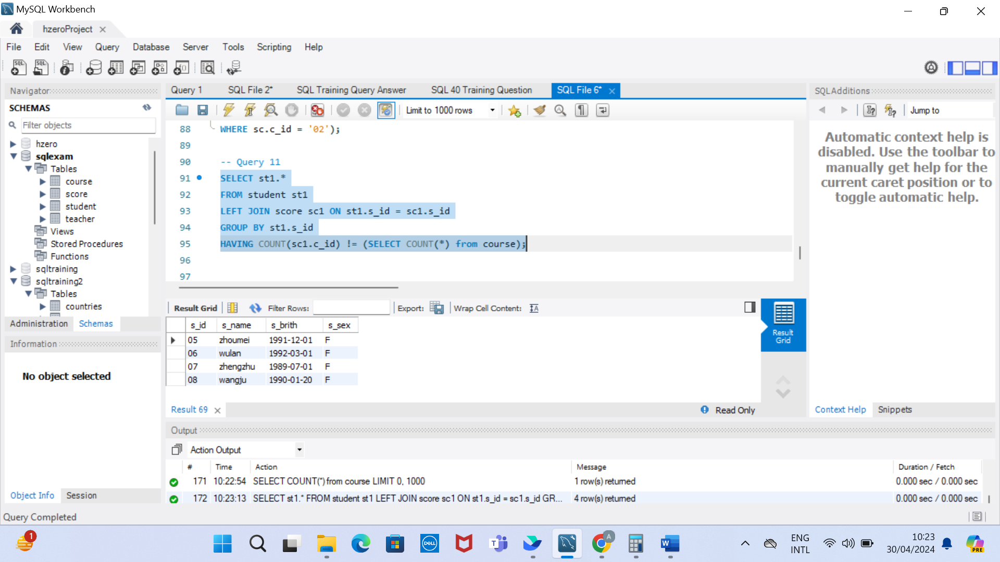 MySQL Workbench
hzeroProject
File Edit View Query Database Server Tools Scripting Help
Navigator
SCHEMAS
Filter objects
hzero
sqlexam
Tables
course
score
student
teacher
Views
Stored Procedures
Functions
sqltraining
sqltraining2
Tables
countries
Administration Schemas
Information
No object selected
Object Info Session
Query 1 SQL File 2* SQL Training Query Answer SQL 40 Training Question SQL File 6*
Limit to 1000 rows
88 WHERE sc.c_id = '02');
89
90 -- Query 11
91 SELECT st1.*
92 FROM student st1
93 LEFT JOIN score sc1 ON st1.s_id = sc1.s_id
94 GROUP BY st1.s_id
95 HAVING COUNT(sc1.c_id) != (SELECT COUNT(*) from course);
96
97
Result Grid Filter Rows: Export: Wrap Cell Content:
s_id s_name s_brith s_sex
05 zhoumei 1991-12-01 F
06 wulan 1992-03-01 F
07 zhengzhu 1989-07-01 F
08 wangju 1990-01-20 F
Result
Grid
Result 69
Read Only
SQLAdditions
Jump to
Automatic context help is
disabled. Use the toolbar to
manually get help for the
current caret position or to
toggle automatic help.
Context Help Snippets
Output
Action Output
# Time Action Message Duration / Fetch
171 10:22:54 SELECT COUNT(*) from course LIMIT 0, 1000 1 row(s) returned 0.000 sec / 0.000 sec
172 10:23:13 SELECT st1.* FROM student st1 LEFT JOIN score sc1 ON st1.s_id = sc1.s_id GR... 4 row(s) returned 0.000 sec / 0.000 sec
Query Completed
1
DELL
T
A
W
ENG
INTL
10:23
30/04/2024
PRE